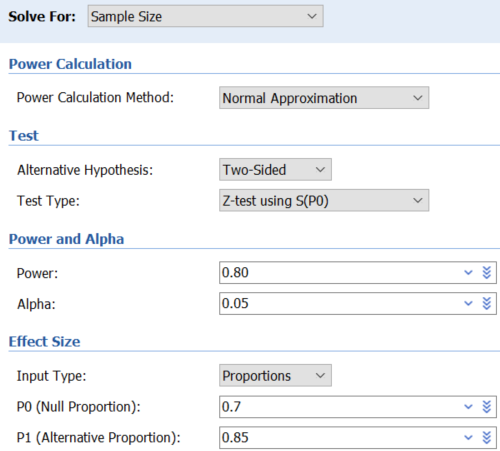 Solve For: Sample Size
Power Calculation
Power Calculation Method: Normal Approximation
Test
Alternative Hypothesis: Two-Sided
Test Type: Z-test using S(P0)
Power and Alpha
Power: 0.80
Alpha: 0.05
Effect Size
Input Type: Proportions
P0 (Null Proportion): 0.7
P1 (Alternative Proportion): 0.85